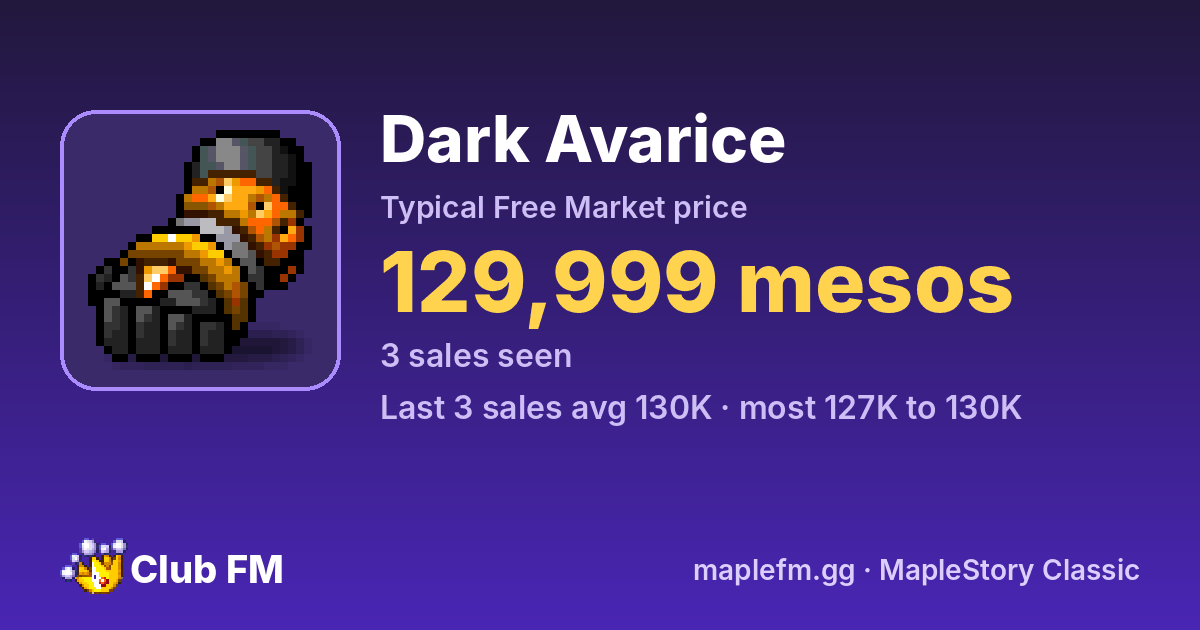 Dark Avarice
Typical Free Market price
129,999 mesos
3 sales seen
Last 3 sales avg 130K · most 127K to 130K
Club FM
maplefm.gg · MapleStory Classic